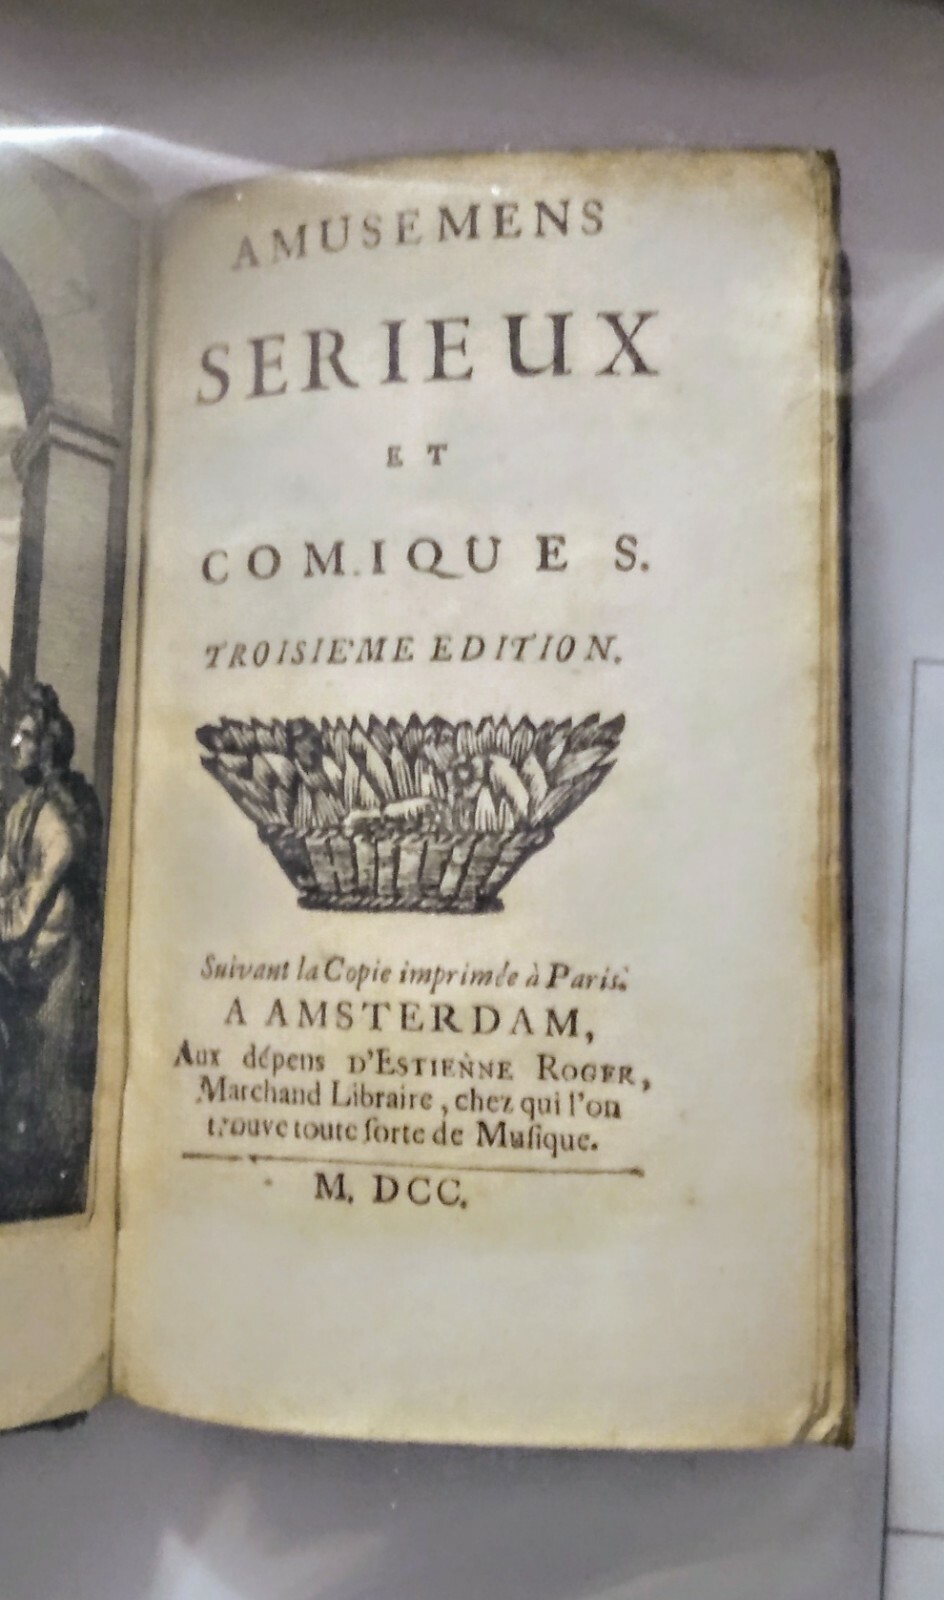 AMUSEMENS
SERIEUX
ET
COMIQUES.
TROISIEME EDITION.
Suivant la Copie imprimée à Paris.
A AMSTERDAM,
Aux dépens D'ESTIENNE ROGER,
Marchand Libraire, chez qui l'on
trouve toute ſorte de Muſique.
M. DCC.